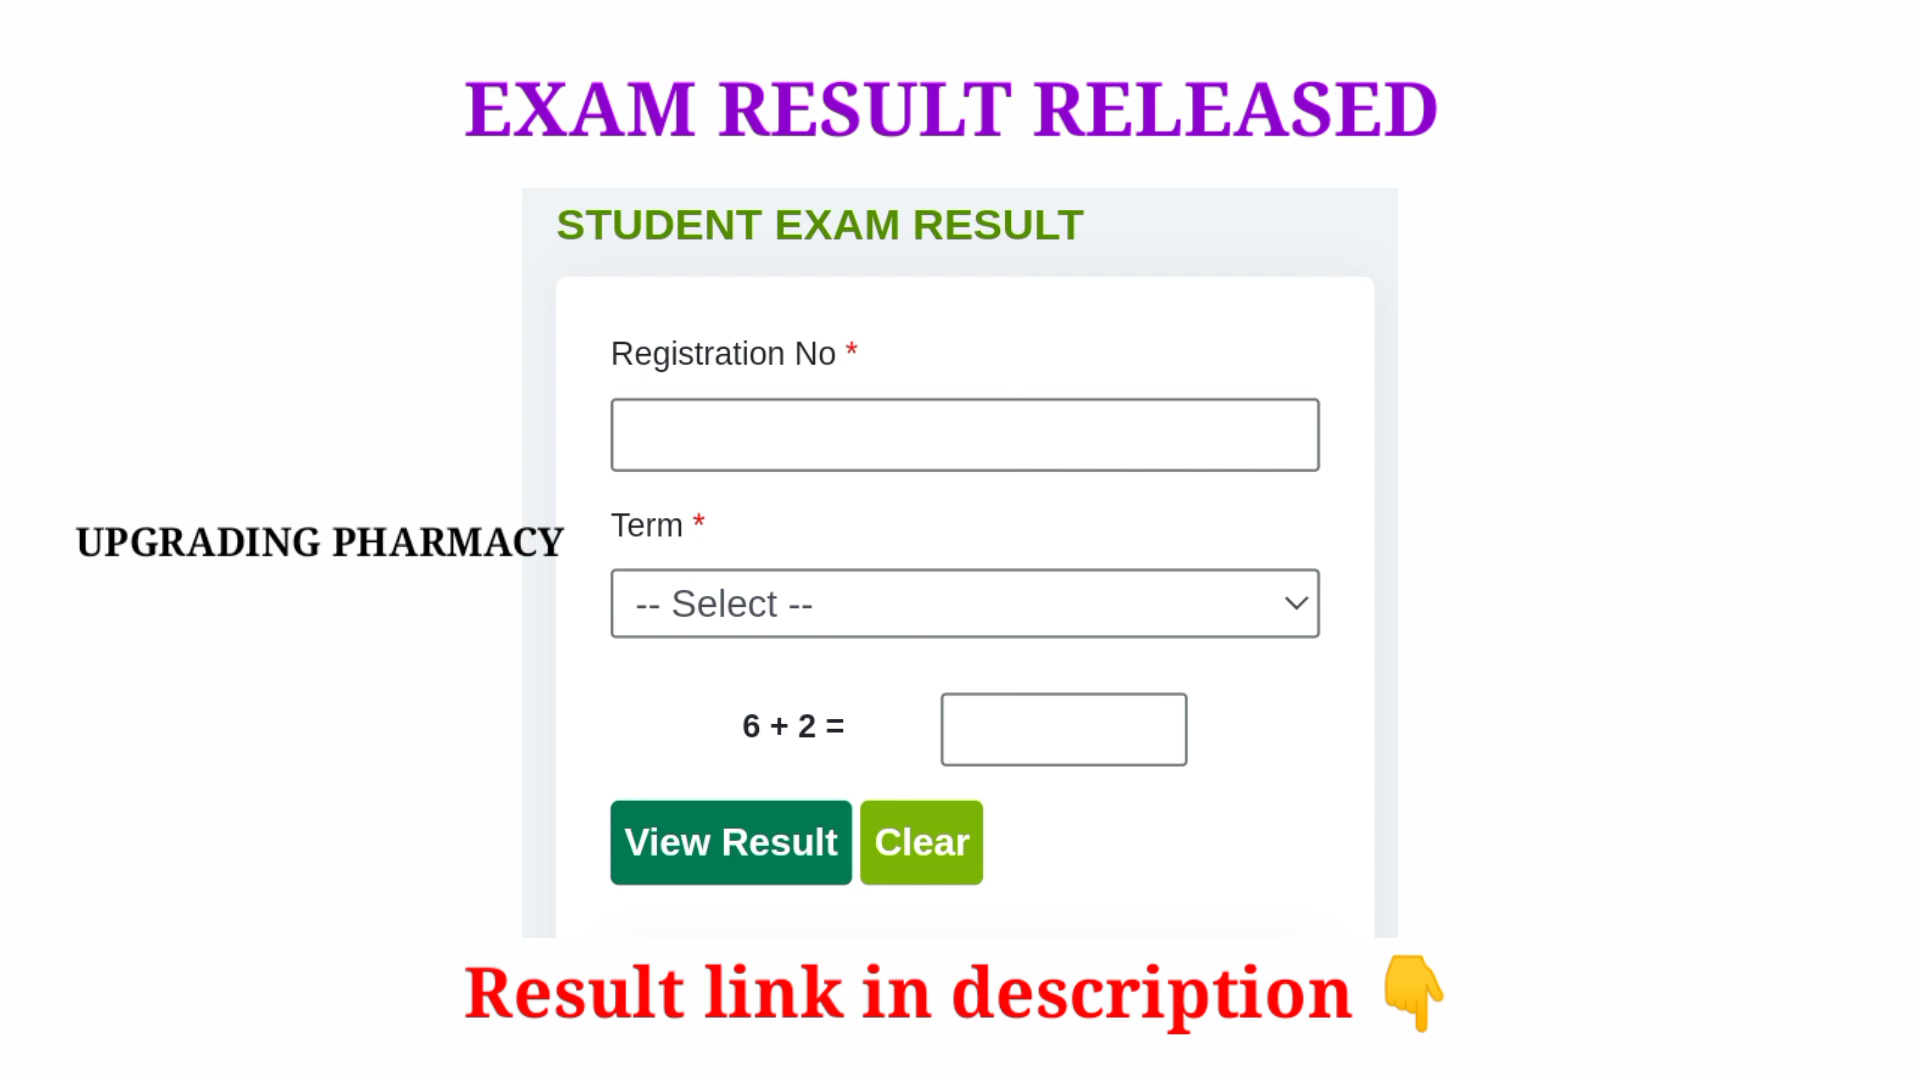 EXAM RESULT RELEASED
STUDENT EXAM RESULT
Registration No *
UPGRADING PHARMACY
Term *
-- Select --
6 + 2 =
View Result Clear
Result link in description 👇